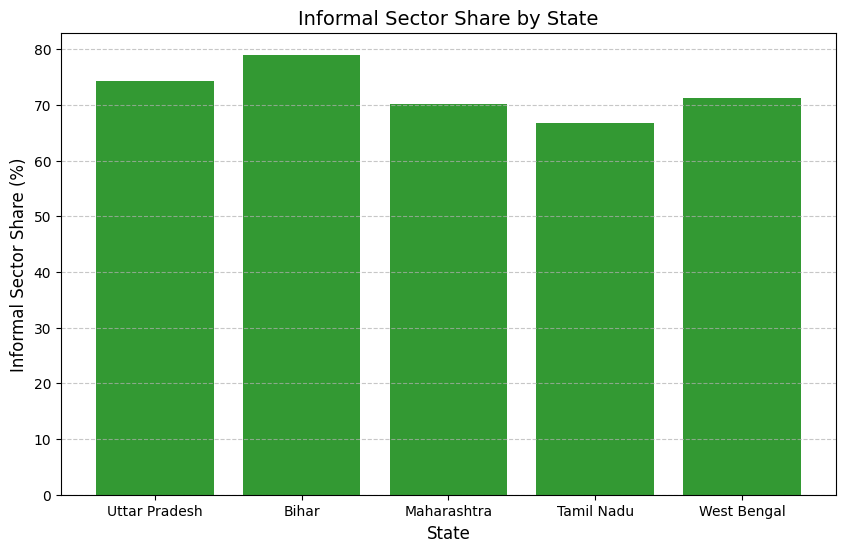 Informal Sector Share by State
Informal Sector Share (%)
80
70
60
50
40
30
20
10
0
Uttar Pradesh
Bihar
Maharashtra
Tamil Nadu
West Bengal
State